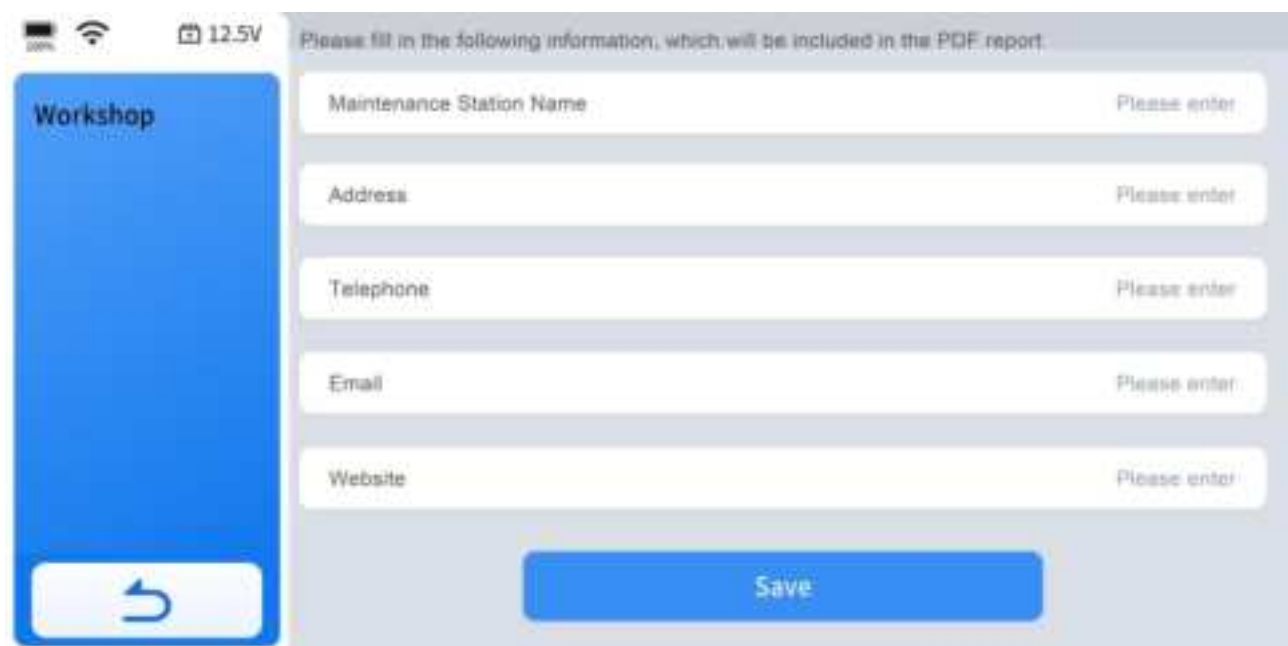 100%
12.5V
Please fill in the following information, which will be included in the PDF report
Workshop
Maintenance Station Name Please enter
Address Please enter
Telephone Please enter
Email Please enter
Website Please enter
Save